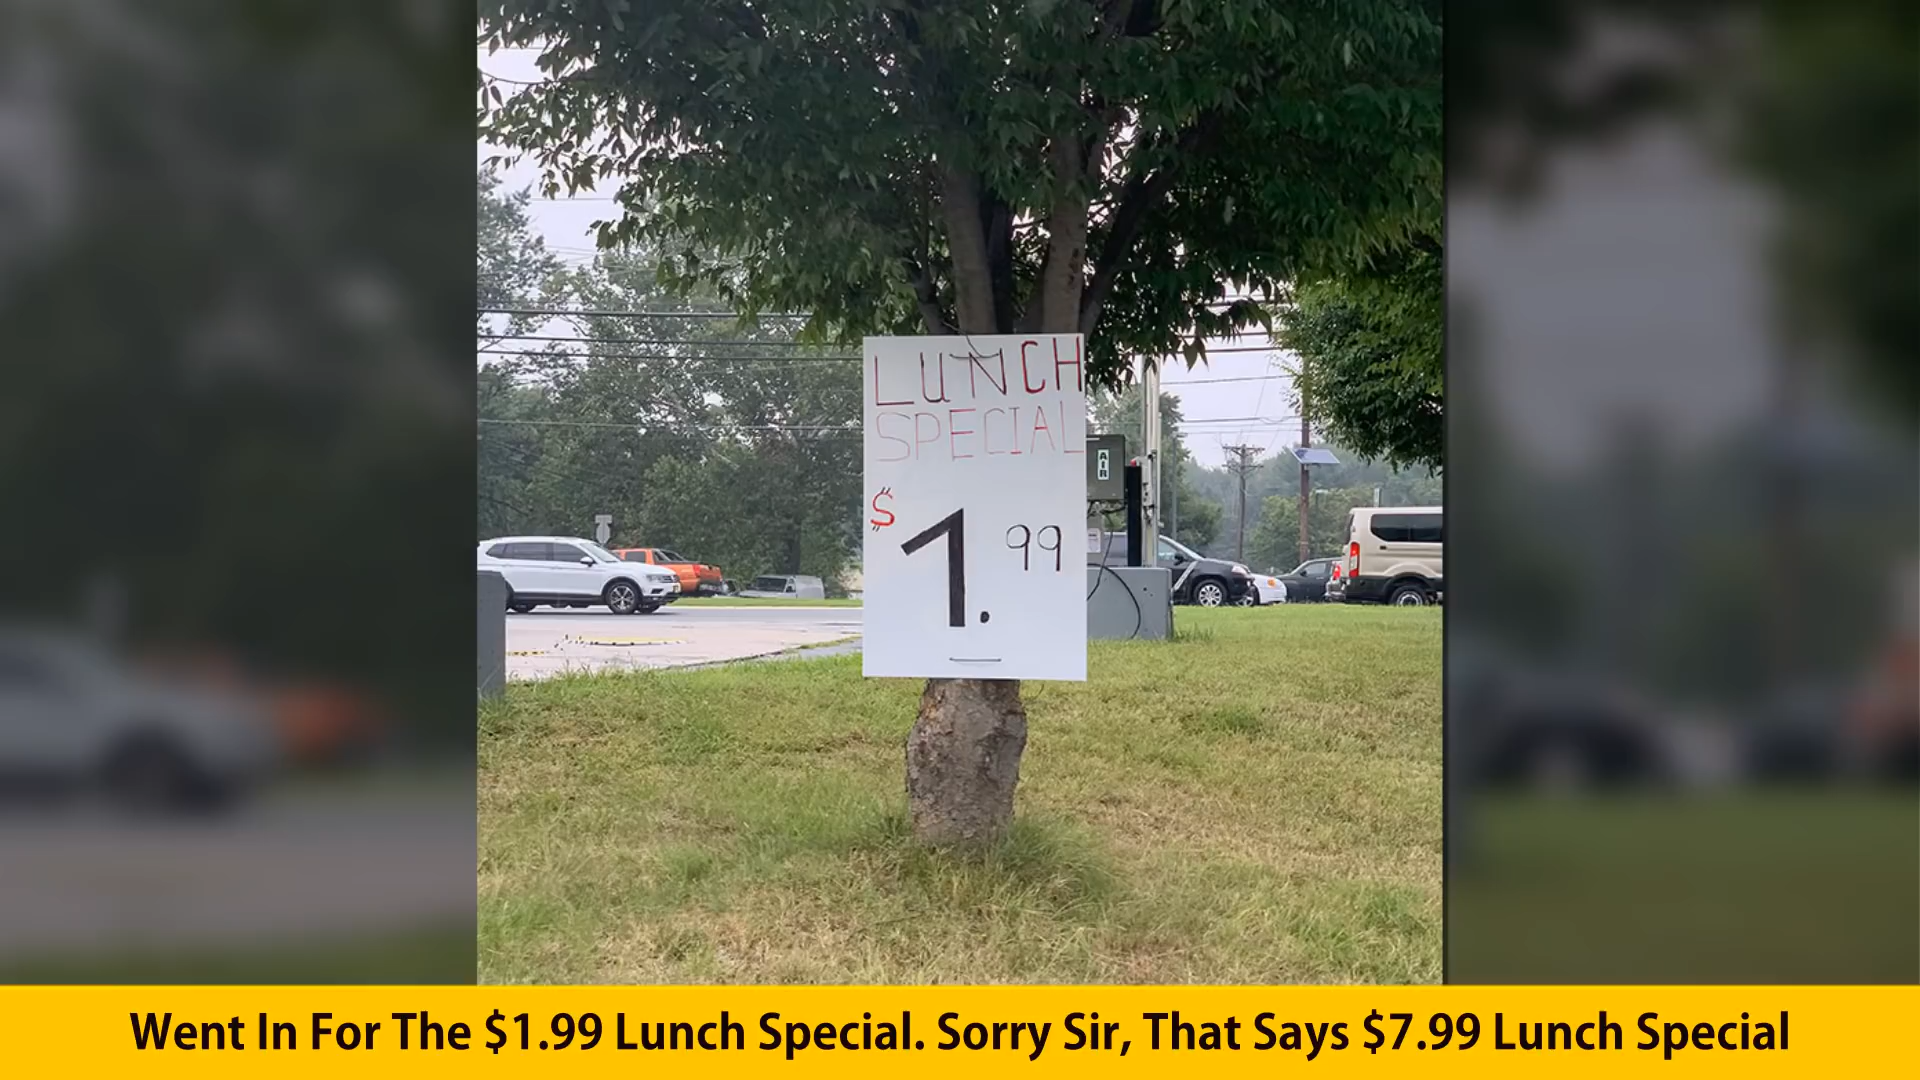 LUNCH
SPECIAL
$ 1.99
AIR
Went In For The $1.99 Lunch Special. Sorry Sir, That Says $7.99 Lunch Special